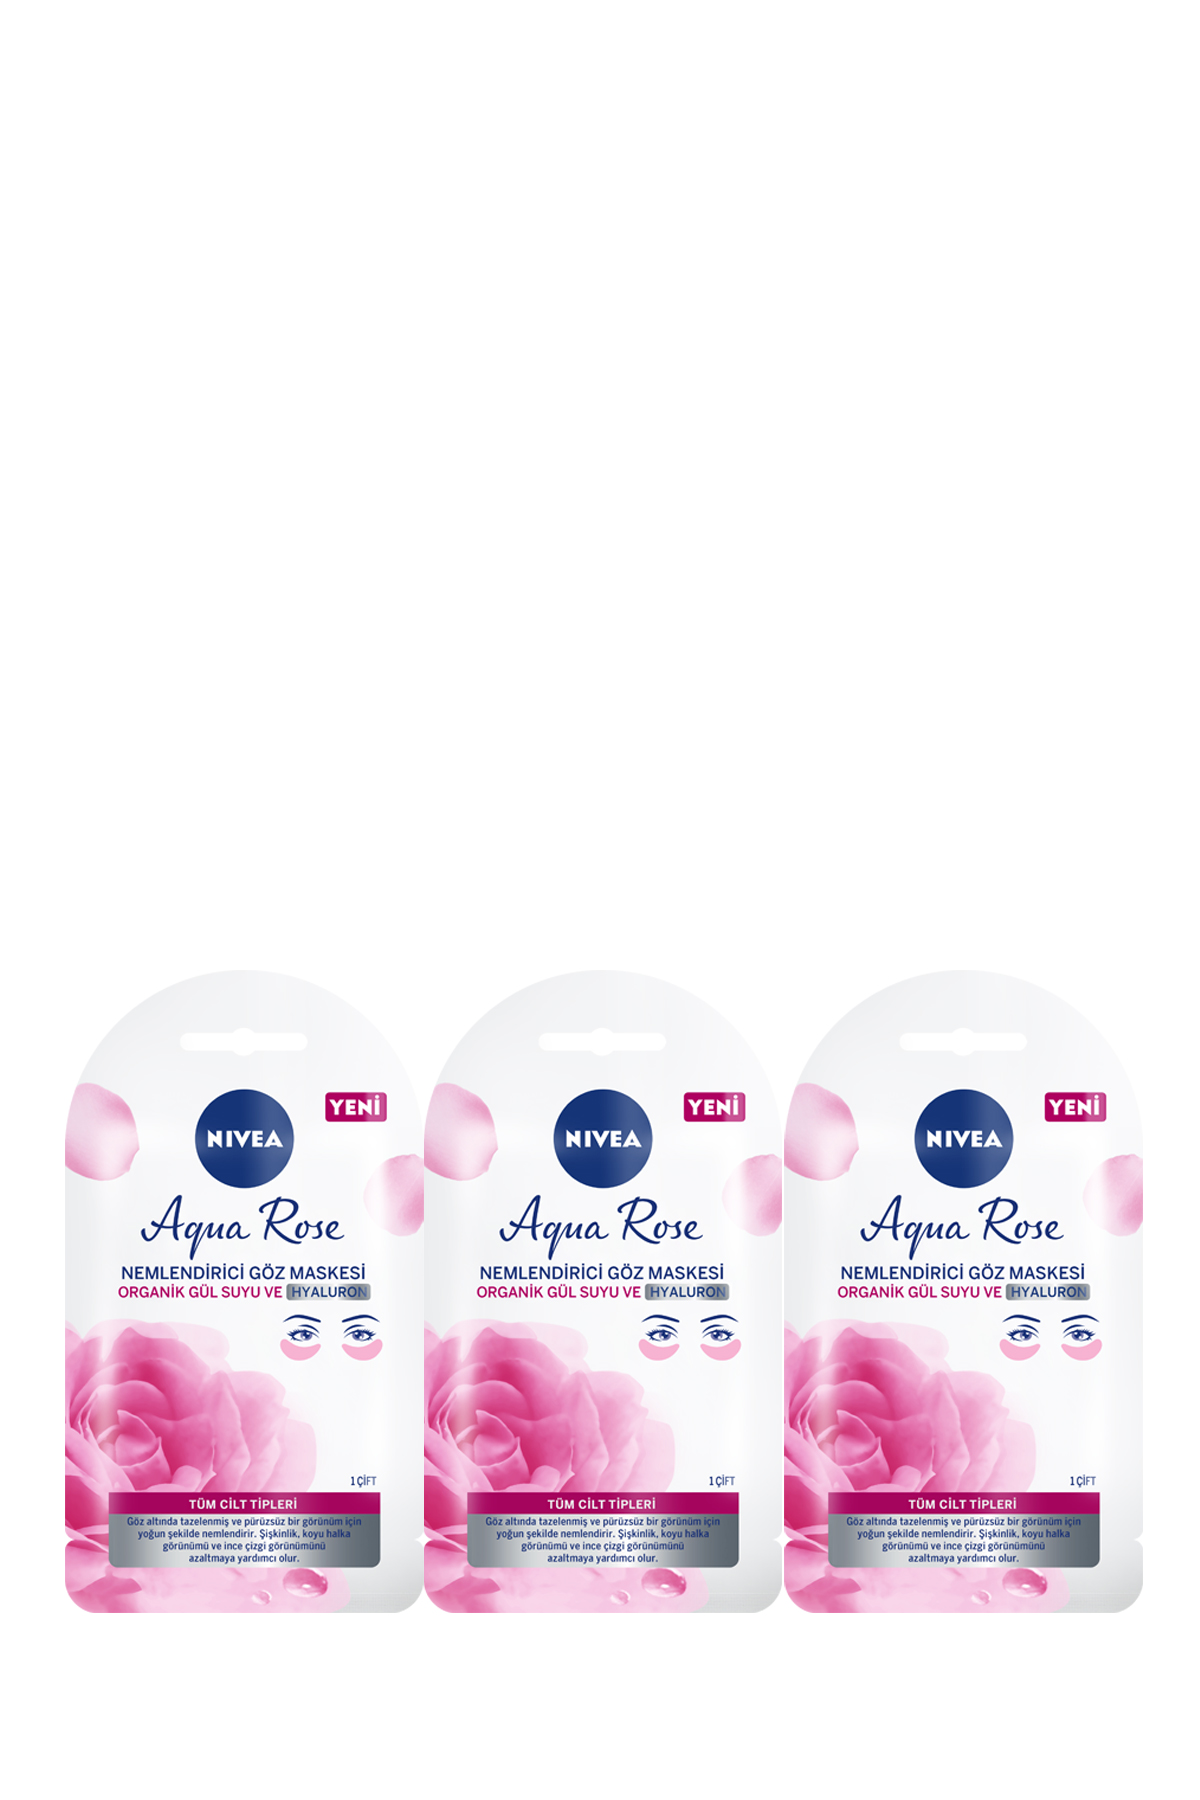 YENİ
NIVEA
Aqua Rose
NEMLENDİRİCİ GÖZ MASKESİ
ORGANİK GÜL SUYU VE HYALURON
1 ÇİFT
TÜM CİLT TİPLERİ
Göz altında tazelenmiş ve pürüzsüz bir görünüm için
yoğun şekilde nemlendirir. Şişkinlik, koyu halka
görünümü ve ince çizgi görünümünü
azaltmaya yardımcı olur.
YENİ
NIVEA
Aqua Rose
NEMLENDİRİCİ GÖZ MASKESİ
ORGANİK GÜL SUYU VE HYALURON
1 ÇİFT
TÜM CİLT TİPLERİ
Göz altında tazelenmiş ve pürüzsüz bir görünüm için
yoğun şekilde nemlendirir. Şişkinlik, koyu halka
görünümü ve ince çizgi görünümünü
azaltmaya yardımcı olur.
YENİ
NIVEA
Aqua Rose
NEMLENDİRİCİ GÖZ MASKESİ
ORGANİK GÜL SUYU VE HYALURON
1 ÇİFT
TÜM CİLT TİPLERİ
Göz altında tazelenmiş ve pürüzsüz bir görünüm için
yoğun şekilde nemlendirir. Şişkinlik, koyu halka
görünümü ve ince çizgi görünümünü
azaltmaya yardımcı olur.